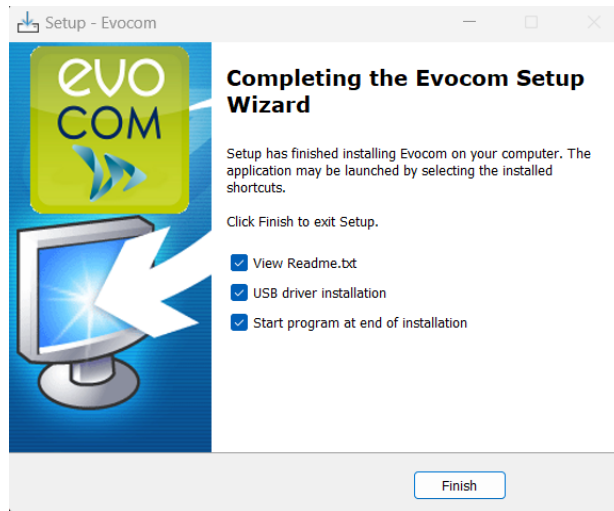 Setup - Evocom
evo
COM
Completing the Evocom Setup
Wizard
Setup has finished installing Evocom on your computer. The
application may be launched by selecting the installed
shortcuts.
Click Finish to exit Setup.
View Readme.txt
USB driver installation
Start program at end of installation
Finish